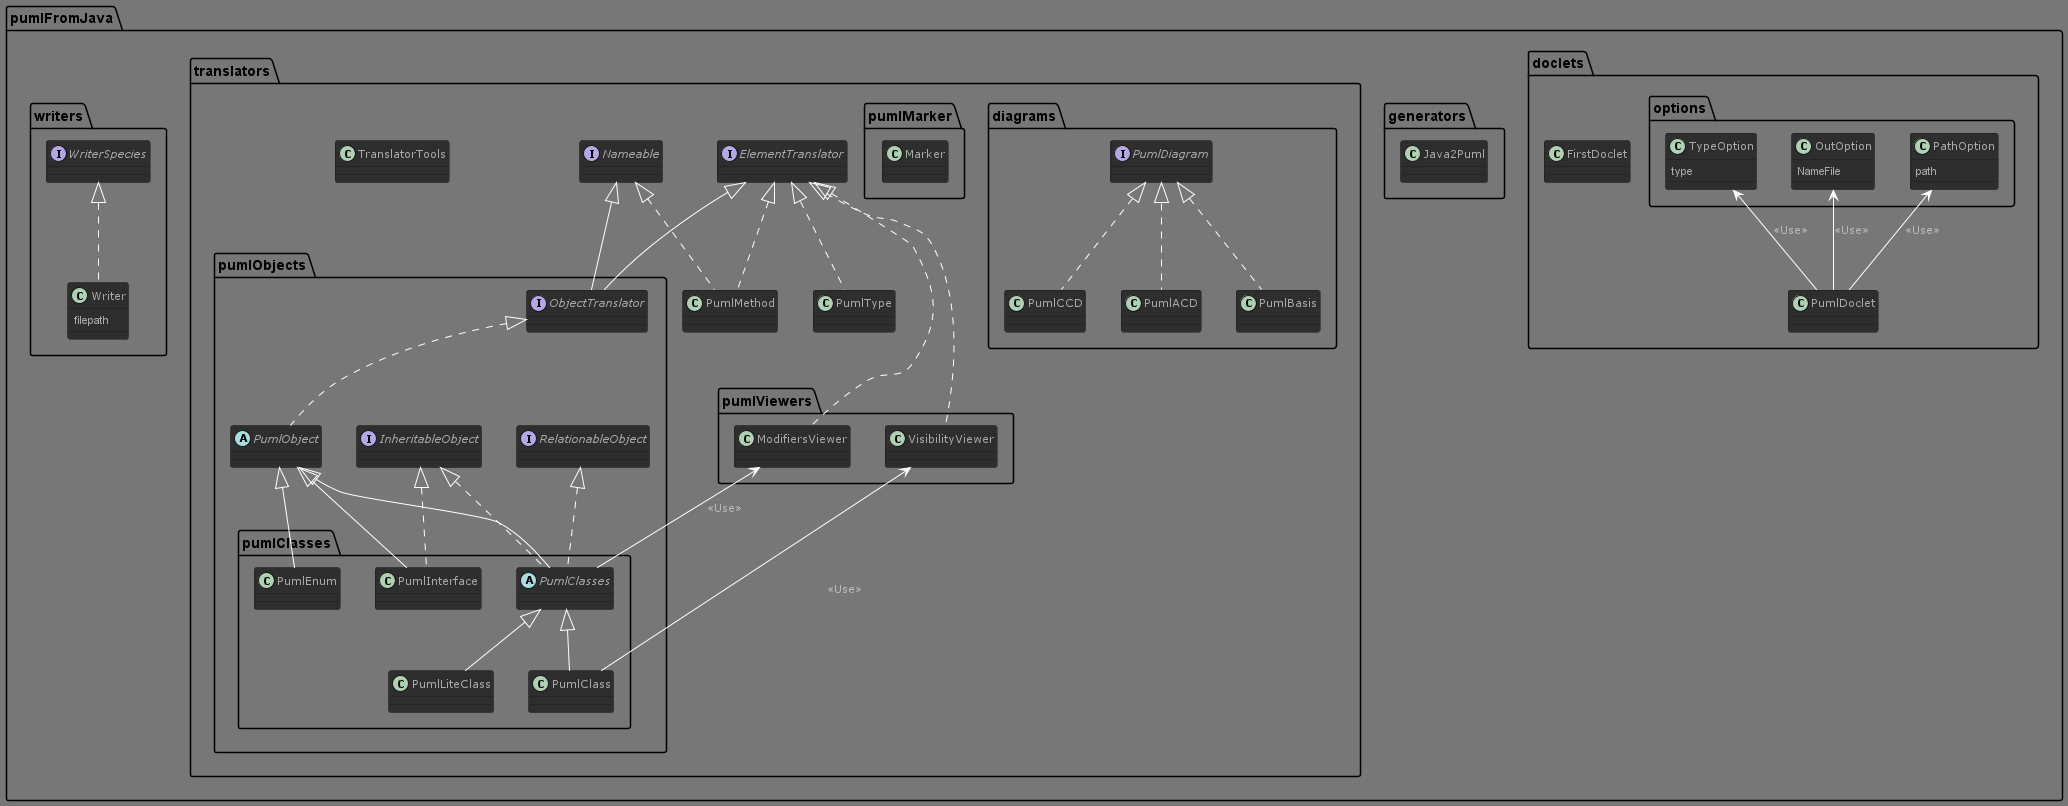 pumlFromJava
doclets
translators
options
writers
pumlMarker
diagrams
generators
TypeOption
type
OutOption
NameFile
PathOption
path
I WriterSpecies
C TranslatorTools
I Nameable
I ElementTranslator
C Marker
I PumlDiagram
C Java2Puml
C FirstDoclet
«Use»
«Use»
«Use»
pumlObjects
C Writer
filepath
I ObjectTranslator
C PumlMethod
C PumlType
C PumlCCD
C PumlACD
C PumlBasis
C PumlDoclet
pumlViewers
A PumlObject
I InheritableObject
I RelationableObject
C ModifiersViewer
C VisibilityViewer
«Use»
pumlClasses
C PumlEnum
C PumlInterface
A PumlClasses
«Use»
C PumlLiteClass
C PumlClass